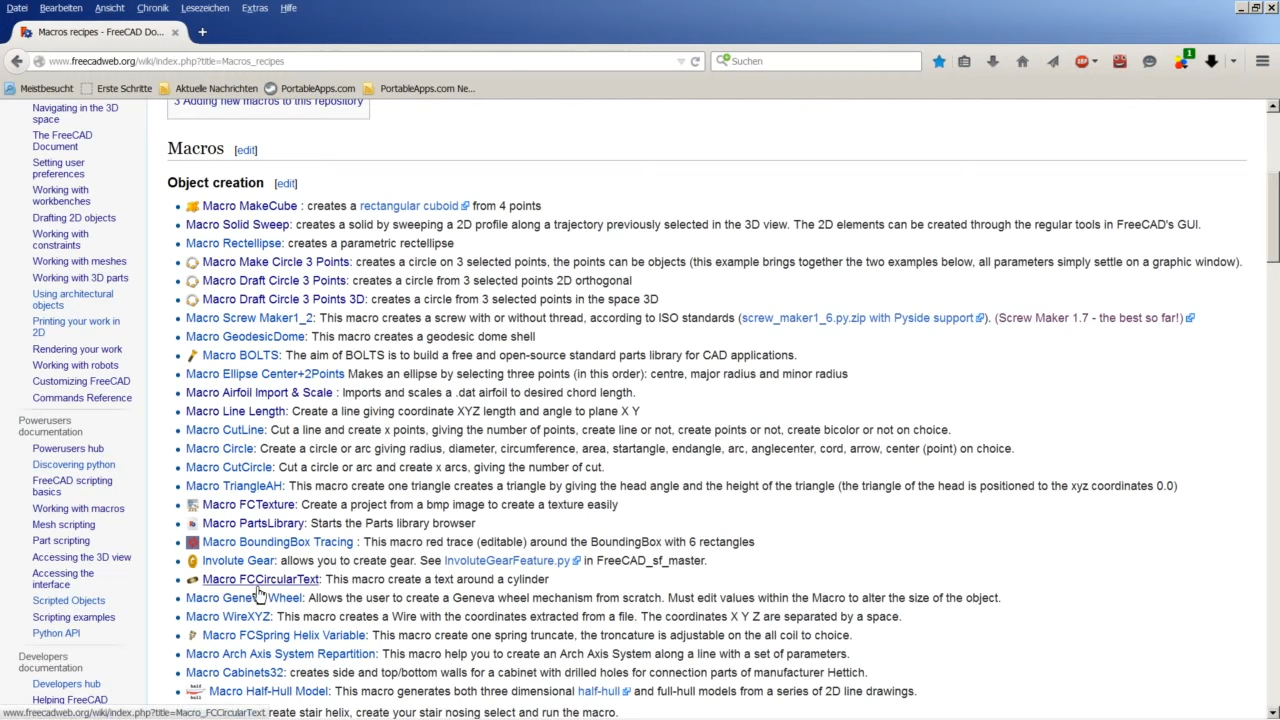 Datei Bearbeiten Ansicht Chronik Lesezeichen Extras Hilfe
Macros recipes - FreeCAD Do...
www.freecadweb.org/wiki/index.php?title=Macros_recipes
Suchen
1
Meistbesucht Erste Schritte Aktuelle Nachrichten PortableApps.com PortableApps.com Ne...
Navigating in the 3D
space
The FreeCAD
Document
Setting user
preferences
Working with
workbenches
Drafting 2D objects
Working with
constraints
Working with meshes
Working with 3D parts
Using architectural
objects
Printing your work in
2D
Rendering your work
Working with robots
Customizing FreeCAD
Commands Reference
Powerusers
documentation
Powerusers hub
Discovering python
FreeCAD scripting
basics
Working with macros
Mesh scripting
Part scripting
Accessing the 3D view
Accessing the
interface
Scripted Objects
Scripting examples
Python API
Developers
documentation
Developers hub
Helping FreeCAD
3 Adding new macros to this repository
Macros [edit]
Object creation [edit]
Macro MakeCube : creates a rectangular cuboid from 4 points
Macro Solid Sweep: creates a solid by sweeping a 2D profile along a trajectory previously selected in the 3D view. The 2D elements can be created through the regular tools in FreeCAD's GUI.
Macro Rectellipse: creates a parametric rectellipse
Macro Make Circle 3 Points: creates a circle on 3 selected points, the points can be objects (this example brings together the two examples below, all parameters simply settle on a graphic window).
Macro Draft Circle 3 Points: creates a circle from 3 selected points 2D orthogonal
Macro Draft Circle 3 Points 3D: creates a circle from 3 selected points in the space 3D
Macro Screw Maker1_2: This macro creates a screw with or without thread, according to ISO standards (screw_maker1_6.py.zip with Pyside support). (Screw Maker 1.7 - the best so far!)
Macro GeodesicDome: This macro creates a geodesic dome shell
Macro BOLTS: The aim of BOLTS is to build a free and open-source standard parts library for CAD applications.
Macro Ellipse Center+2Points Makes an ellipse by selecting three points (in this order): centre, major radius and minor radius
Macro Airfoil Import & Scale : Imports and scales a .dat airfoil to desired chord length.
Macro Line Length: Create a line giving coordinate XYZ length and angle to plane X Y
Macro CutLine: Cut a line and create x points, giving the number of points, create line or not, create points or not, create bicolor or not on choice.
Macro Circle: Create a circle or arc giving radius, diameter, circumference, area, startangle, endangle, arc, anglecenter, cord, arrow, center (point) on choice.
Macro CutCircle: Cut a circle or arc and create x arcs, giving the number of cut.
Macro TriangleAH: This macro create one triangle creates a triangle by giving the head angle and the height of the triangle (the triangle of the head is positioned to the xyz coordinates 0.0)
Macro FCTexture: Create a project from a bmp image to create a texture easily
Macro PartsLibrary: Starts the Parts library browser
Macro BoundingBox Tracing : This macro red trace (editable) around the BoundingBox with 6 rectangles
Involute Gear: allows you to create gear. See InvoluteGearFeature.py in FreeCAD_sf_master.
Macro FCCircularText: This macro create a text around a cylinder
Macro Geneva Wheel: Allows the user to create a Geneva wheel mechanism from scratch. Must edit values within the Macro to alter the size of the object.
Macro WireXYZ: This macro creates a Wire with the coordinates extracted from a file. The coordinates X Y Z are separated by a space.
Macro FCSpring Helix Variable: This macro create one spring truncate, the troncature is adjustable on the all coil to choice.
Macro Arch Axis System Repartition: This macro help you to create an Arch Axis System along a line with a set of parameters.
Macro Cabinets32: create side and top/bottom walls for a cabinet with drilled holes for connection parts of manufacturer Hettich.
Macro Half-Hull Model: This macro generates both three dimensional half-hull and full-hull models from a series of 2D line drawings.
reate stair helix, create your stair nosing select and run the macro.
www.freecadweb.org/wiki/index.php?title=Macro_FCCircularText